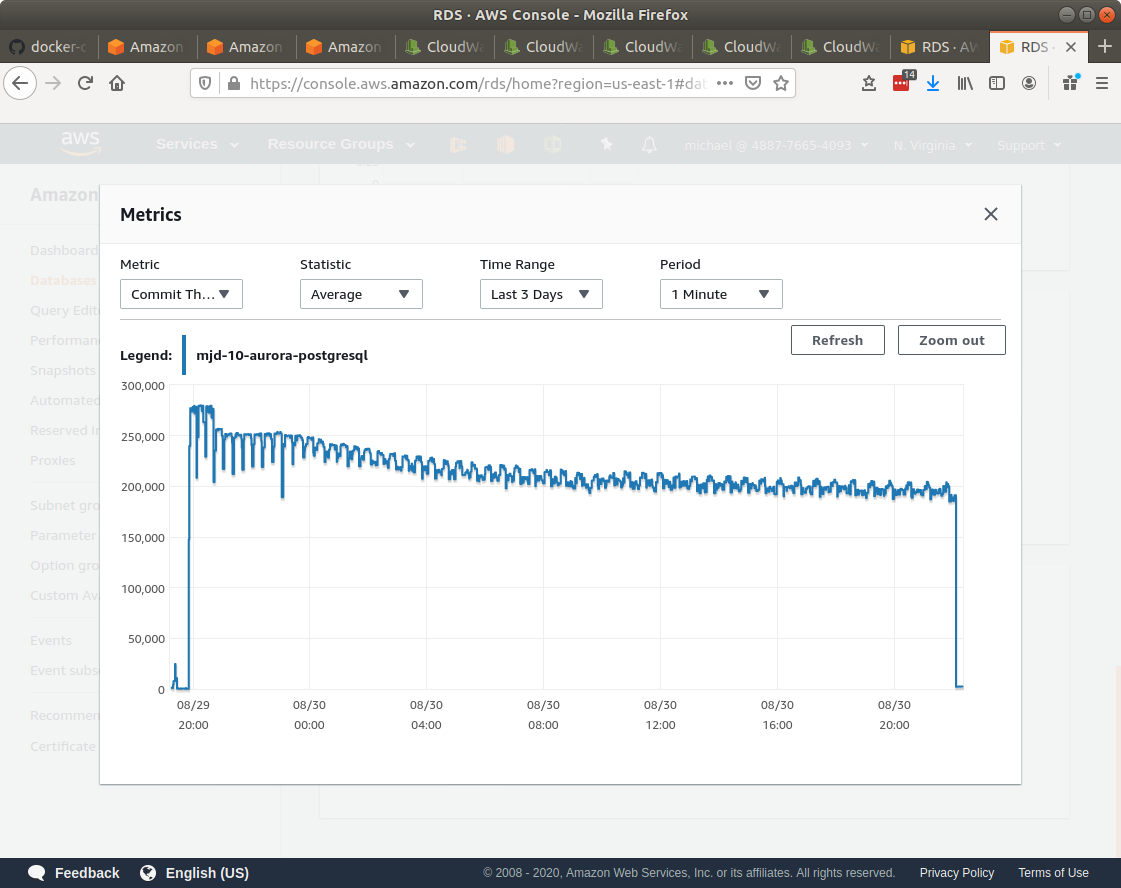 RDS · AWS Console - Mozilla Firefox
docker-c Amazon Amazon Amazon CloudWa CloudWa CloudWa CloudWa CloudWa RDS · AW RDS ·
https://console.aws.amazon.com/rds/home?region=us-east-1#dat 14
aws Services Resource Groups michael @ 4887-7665-4093 N. Virginia Support
Amazon
Metrics
Dashboard
Databases
Query Edit
Performan
Snapshots
Automated
Reserved in
Proxies
Subnet gro
Parameter
Option gro
Custom Ava
Events
Event subs
Recommen
Certificate
Metric Statistic Time Range Period
Commit Th... Average Last 3 Days 1 Minute
Refresh Zoom out
Legend: mjd-10-aurora-postgresql
300,000
250,000
200,000
150,000
100,000
50,000
0
08/29 08/30 08/30 08/30 08/30 08/30 08/30
20:00 00:00 04:00 08:00 12:00 16:00 20:00
Feedback English (US) © 2008 - 2020, Amazon Web Services, Inc. or its affiliates. All rights reserved. Privacy Policy Terms of Use